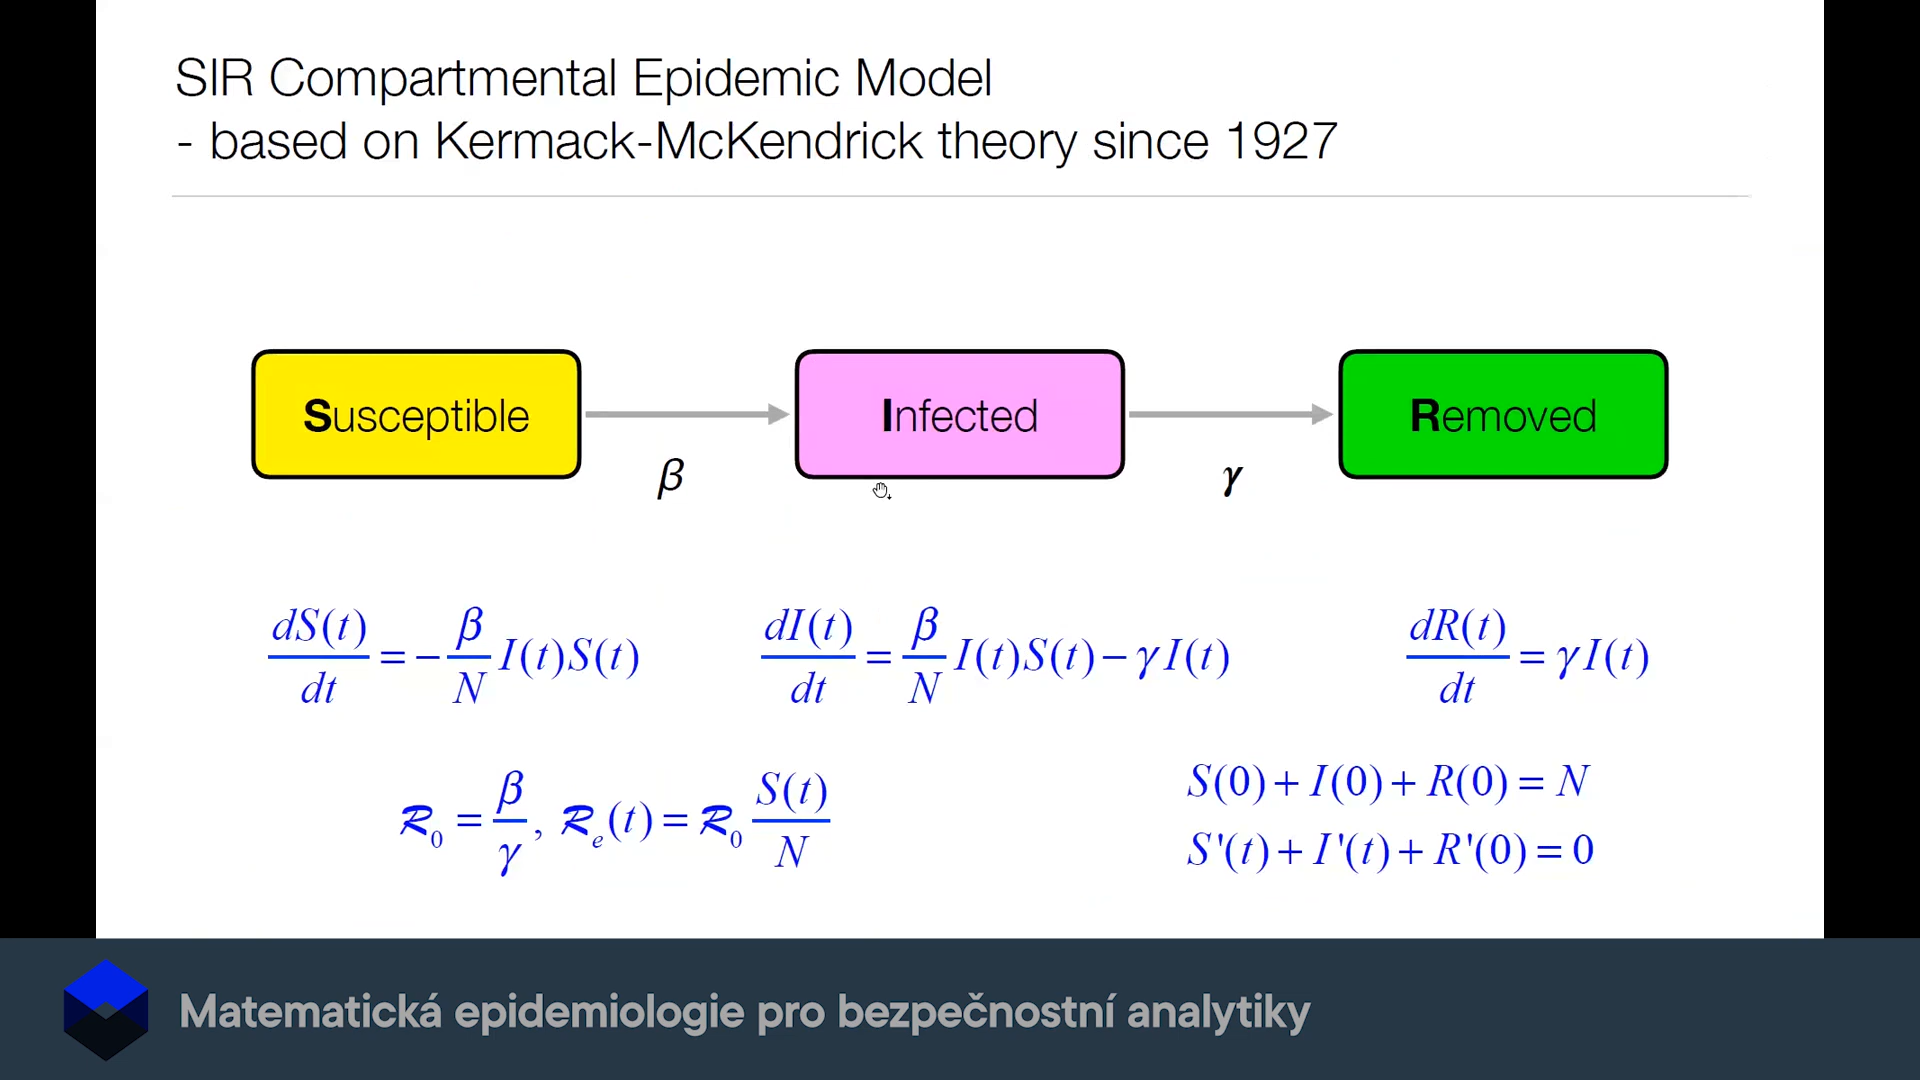 SIR Compartmental Epidemic Model
- based on Kermack-McKendrick theory since 1927
Susceptible
Infected
Removed
β
γ
dS(t)/dt = −β/N I(t)S(t)
dI(t)/dt = β/N I(t)S(t) − γI(t)
dR(t)/dt = γI(t)
ℛ₀ = β/γ, ℛₑ(t) = ℛ₀ S(t)/N
S(0) + I(0) + R(0) = N
S'(t) + I'(t) + R'(0) = 0
Matematická epidemiologie pro bezpečnostní analytiky